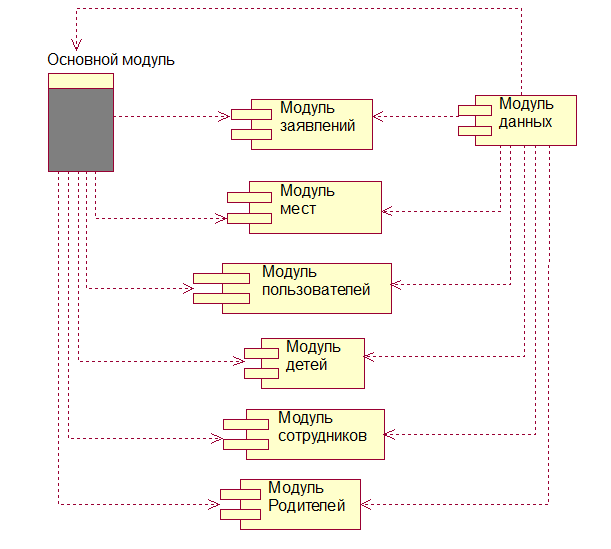 Основной модуль
Модуль
заявлений
Модуль
данных
Модуль
мест
Модуль
пользователей
Модуль
детей
Модуль
сотрудников
Модуль
Родителей